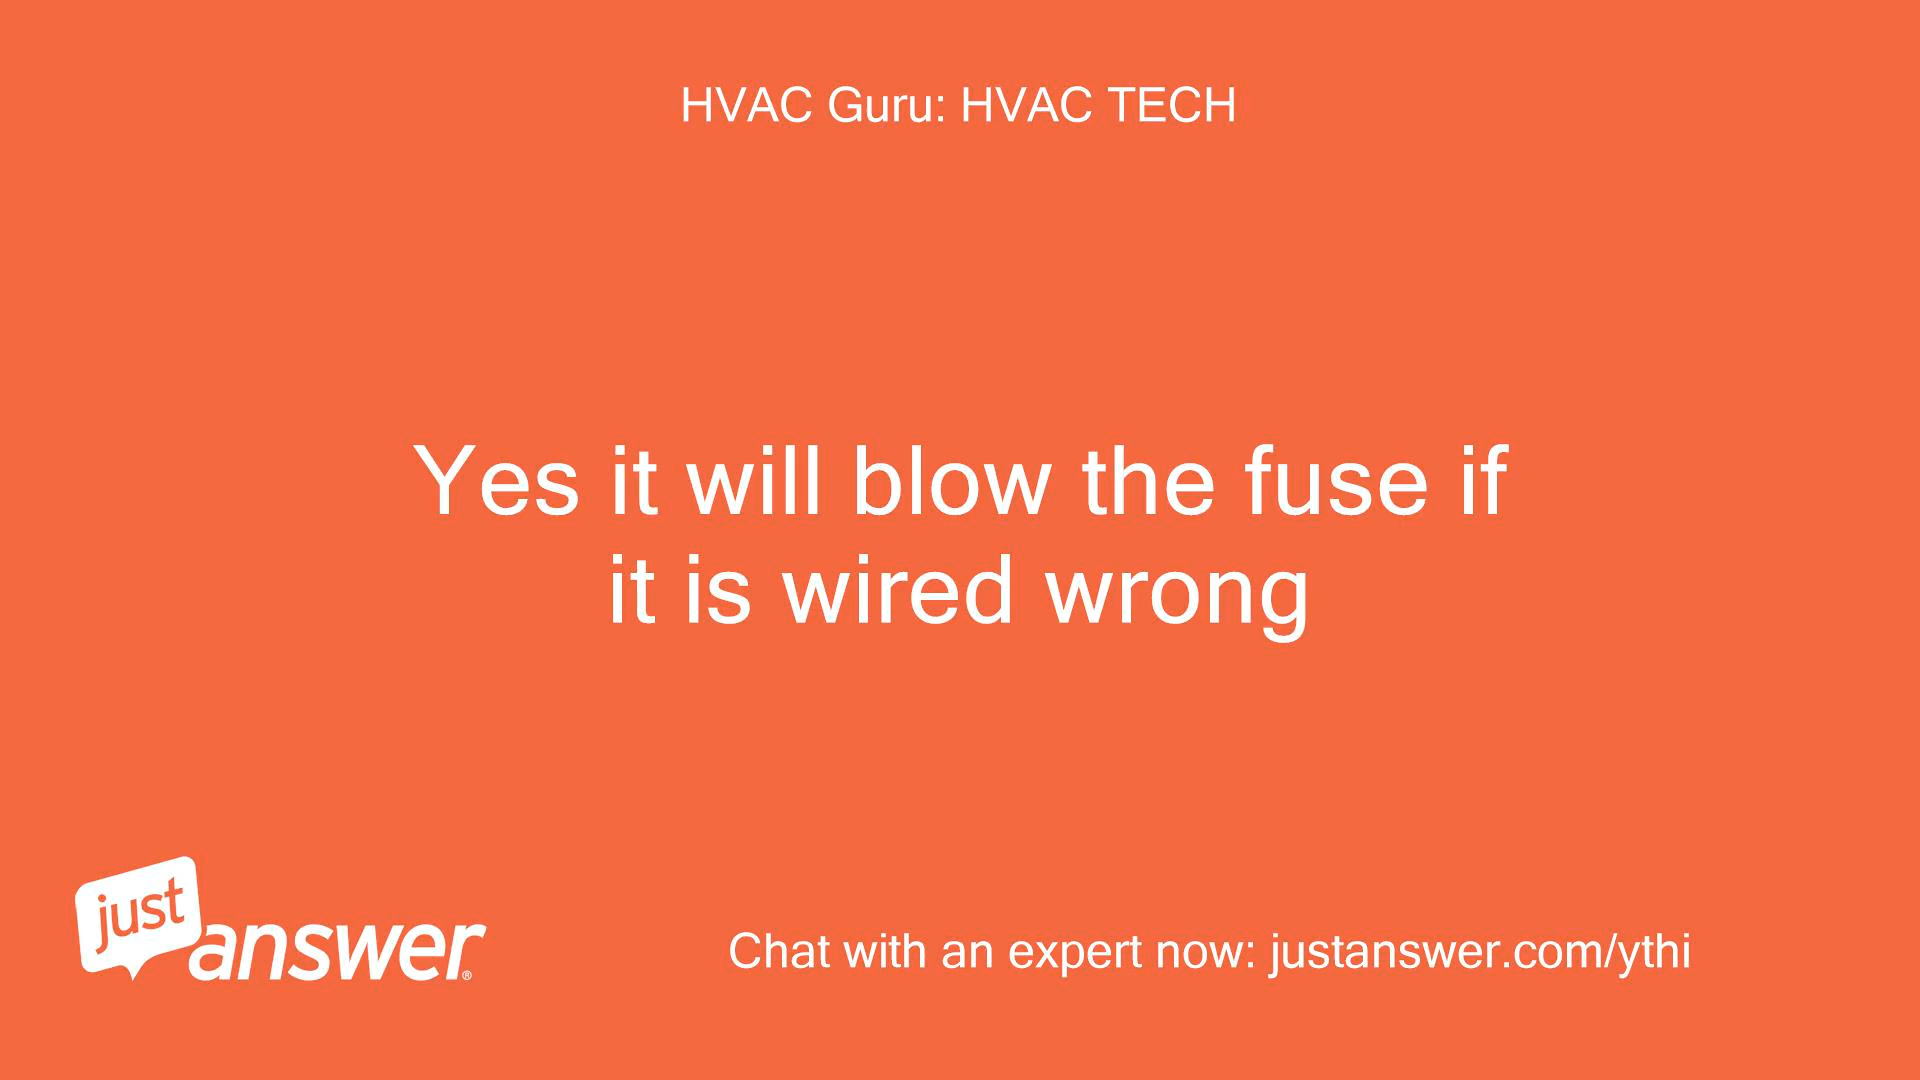 HVAC Guru: HVAC TECH
Yes it will blow the fuse if
it is wired wrong
just
answer®
Chat with an expert now: justanswer.com/ythi